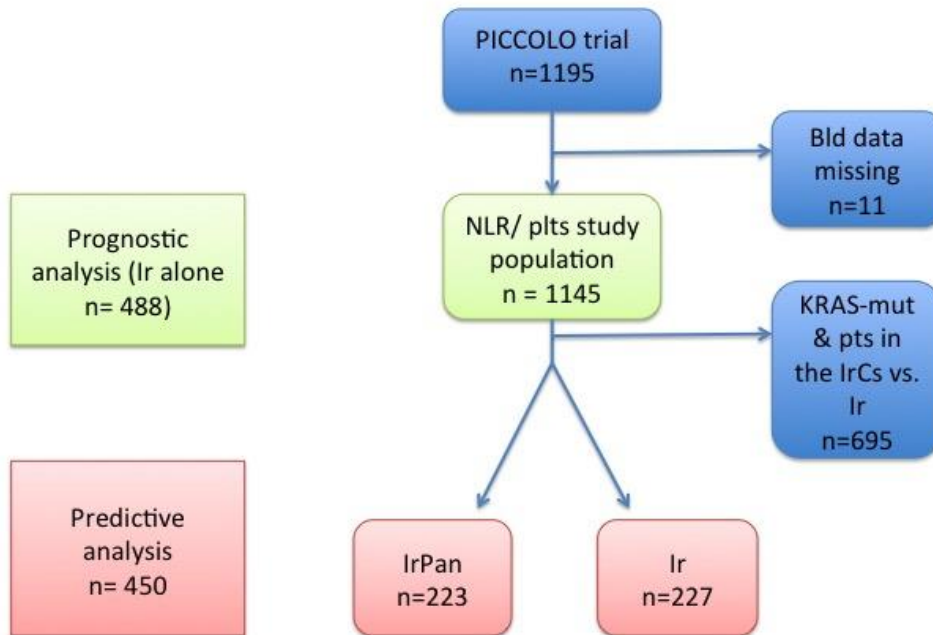 PICCOLO trial
n=1195
Bld data
missing
n=11
Prognostic
analysis (Ir alone
n= 488)
NLR/ plts study
population
n = 1145
KRAS-mut
& pts in
the IrCs vs.
Ir
n=695
Predictive
analysis
n= 450
IrPan
n=223
Ir
n=227